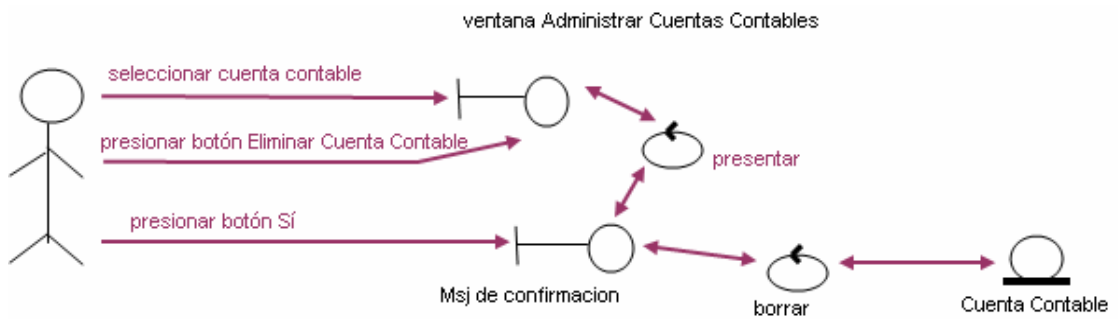 ventana Administrar Cuentas Contables
seleccionar cuenta contable
presionar botón Eliminar Cuenta Contable
presentar
presionar botón Sí
Msj de confirmacion
borrar
Cuenta Contable